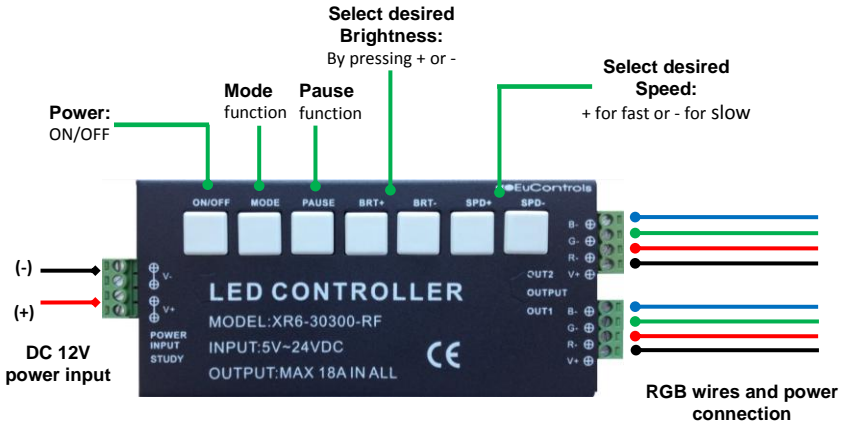 Select desired
Brightness:
By pressing + or -
Mode
function
Pause
function
Select desired
Speed:
+ for fast or - for slow
Power:
ON/OFF
EuControls
ON/OFF MODE PAUSE BRT+ BRT- SPD+ SPD-
B-
G-
R-
V+
OUT2
OUTPUT
OUT1
B-
G-
R-
V+
(-)
(+)
V-
V+
POWER
INPUT
STUDY
DC 12V
power input
LED CONTROLLER
MODEL:XR6-30300-RF
INPUT:5V~24VDC
OUTPUT:MAX 18A IN ALL
CE
RGB wires and power
connection